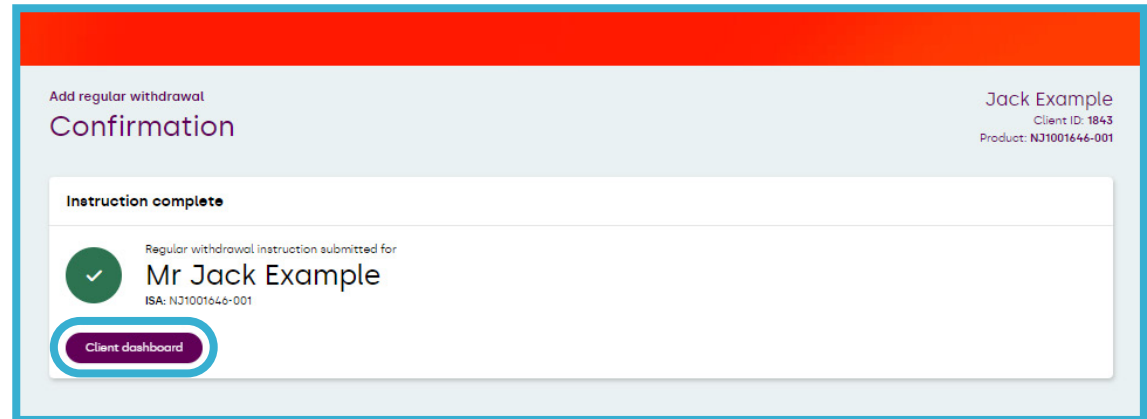 Add regular withdrawal
Confirmation
Jack Example
Client ID: 1843
Product: NJ1001646-001
Instruction complete
Regular withdrawal instruction submitted for
Mr Jack Example
ISA: NJ1001646-001
Client dashboard